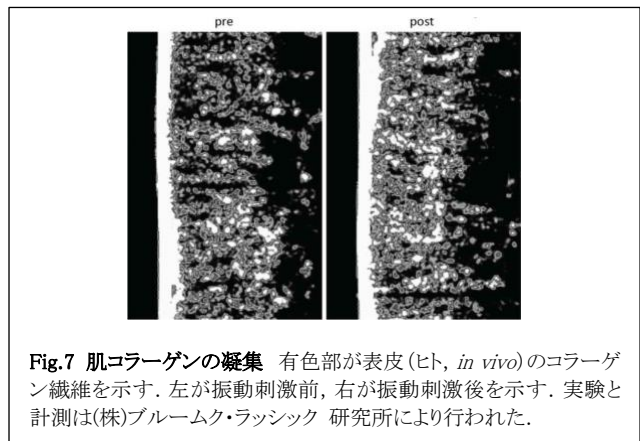 pre post
Fig.7 肌コラーゲンの凝集 有色部が表皮(ヒト, in vivo)のコラーゲ
ン繊維を示す. 左が振動刺激前, 右が振動刺激後を示す. 実験と
計測は(株)ブルームク・ラッシック 研究所により行われた.